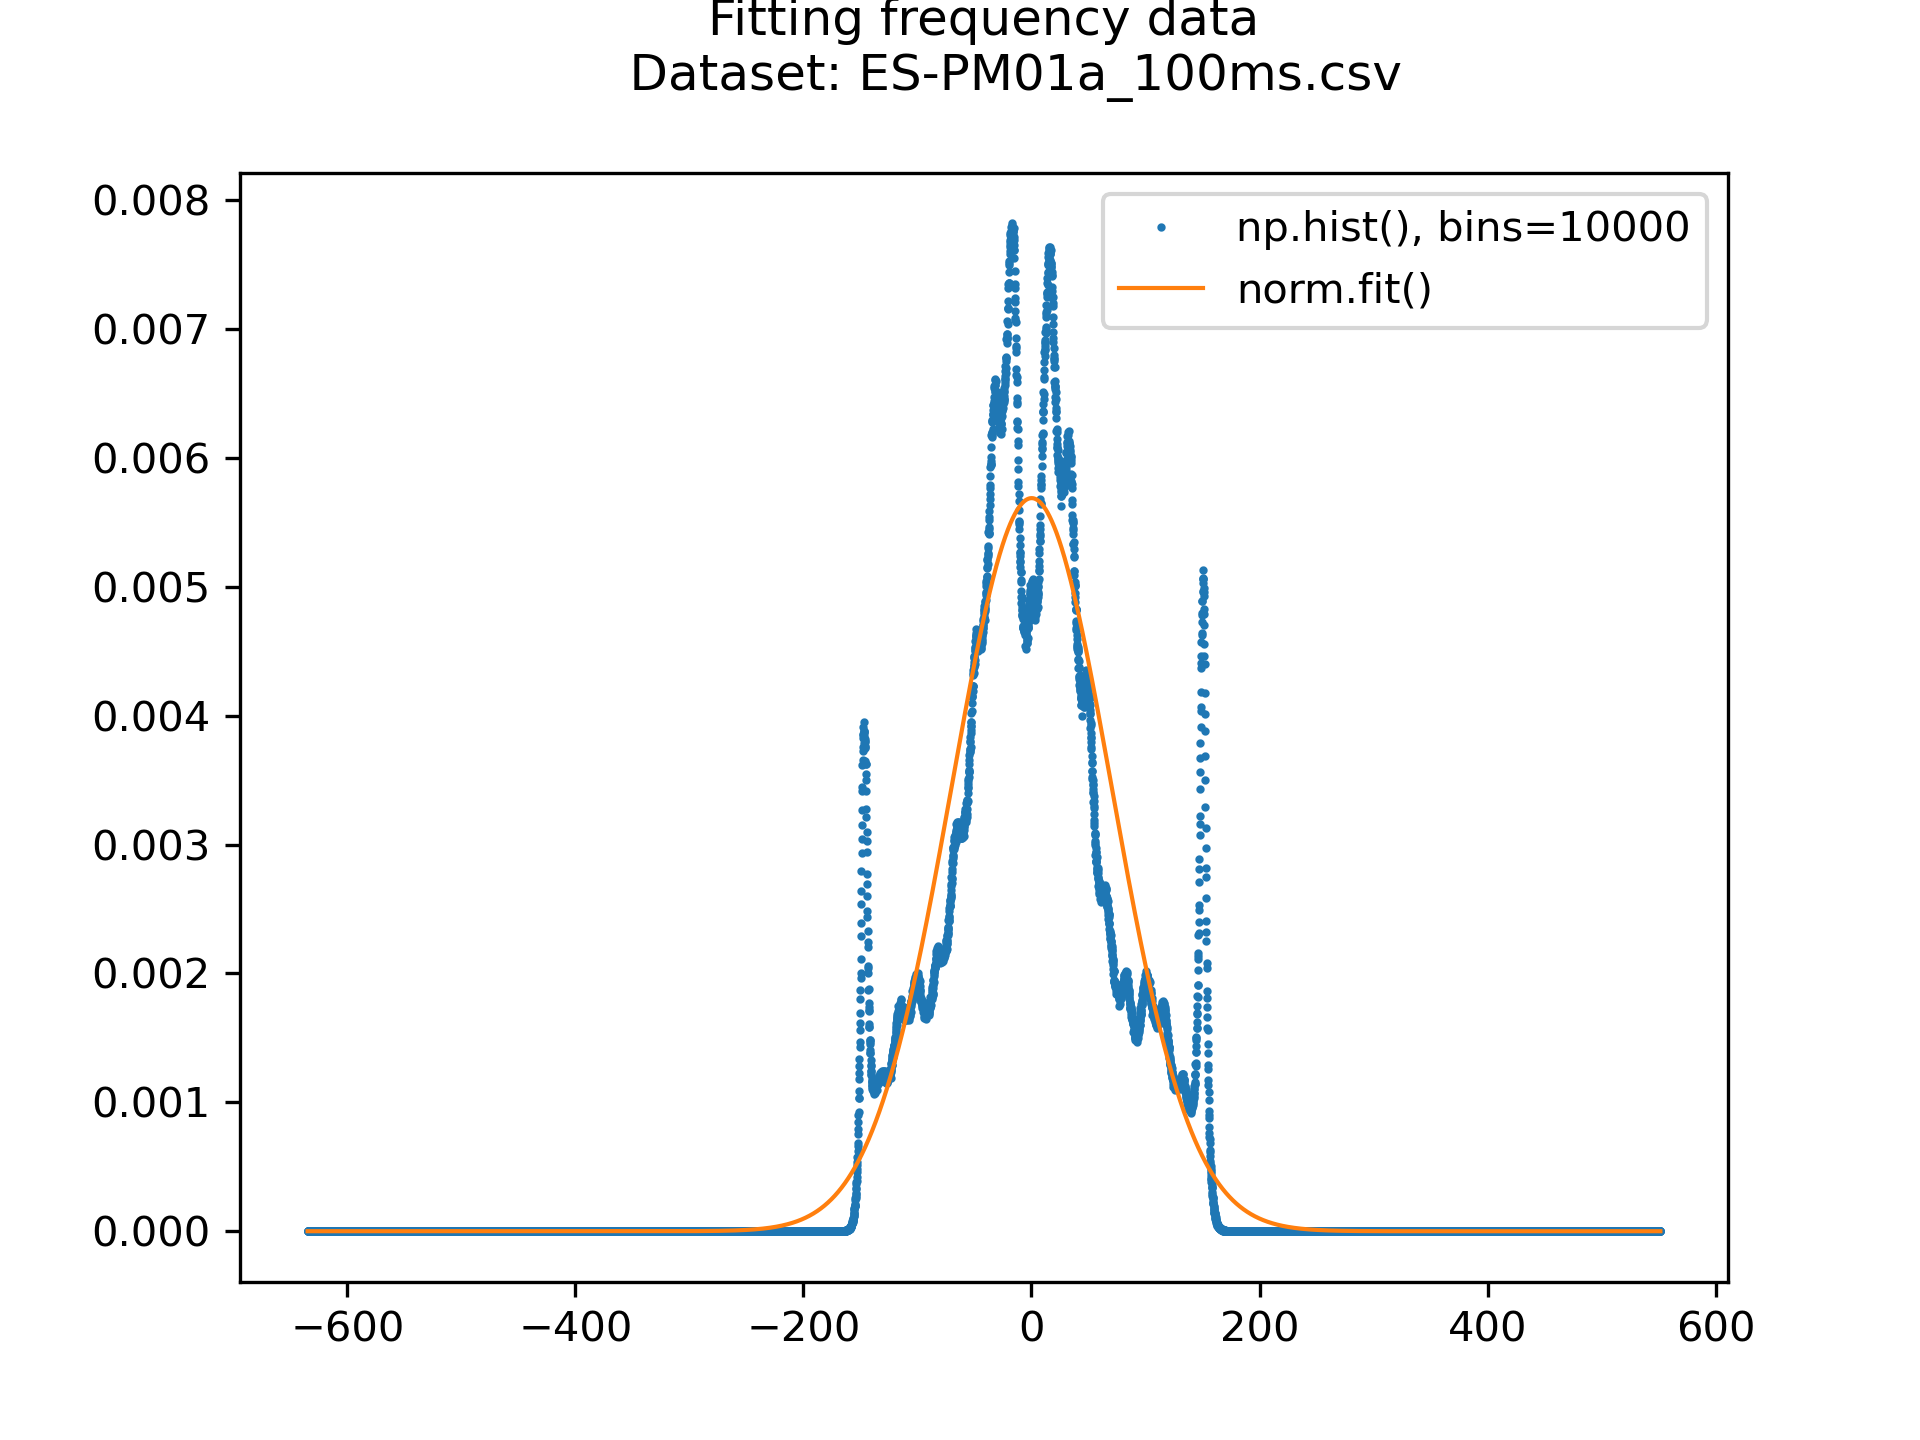 Fitting frequency data
Dataset: ES-PM01a_100ms.csv
np.hist(), bins=10000
norm.fit()
0.008
0.007
0.006
0.005
0.004
0.003
0.002
0.001
0.000
−600 −400 −200 0 200 400 600